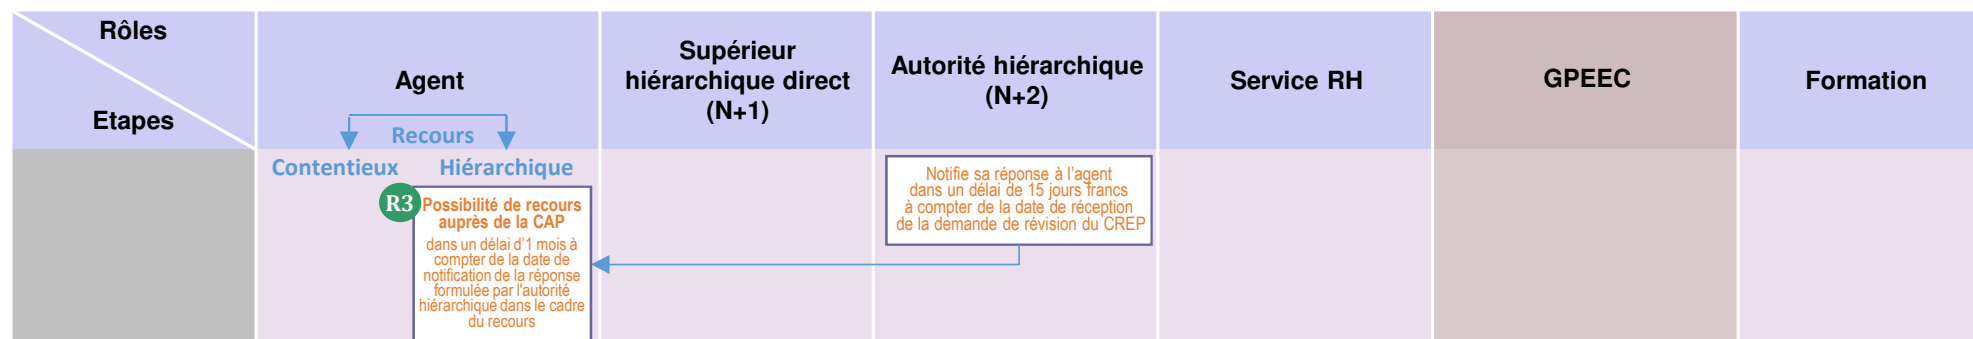 Rôles
Etapes
Agent
Supérieur
hiérarchique direct
(N+1)
Autorité hiérarchique
(N+2)
Service RH
GPEEC
Formation
Recours
Contentieux
Hiérarchique
R3
Possibilité de recours
auprès de la CAP
dans un délai d'1 mois à
compter de la date de
notification de la réponse
formulée par l'autorité
hiérarchique dans le cadre
du recours
Notifie sa réponse à l'agent
dans un délai de 15 jours francs
à compter de la date de réception
de la demande de révision du CREP